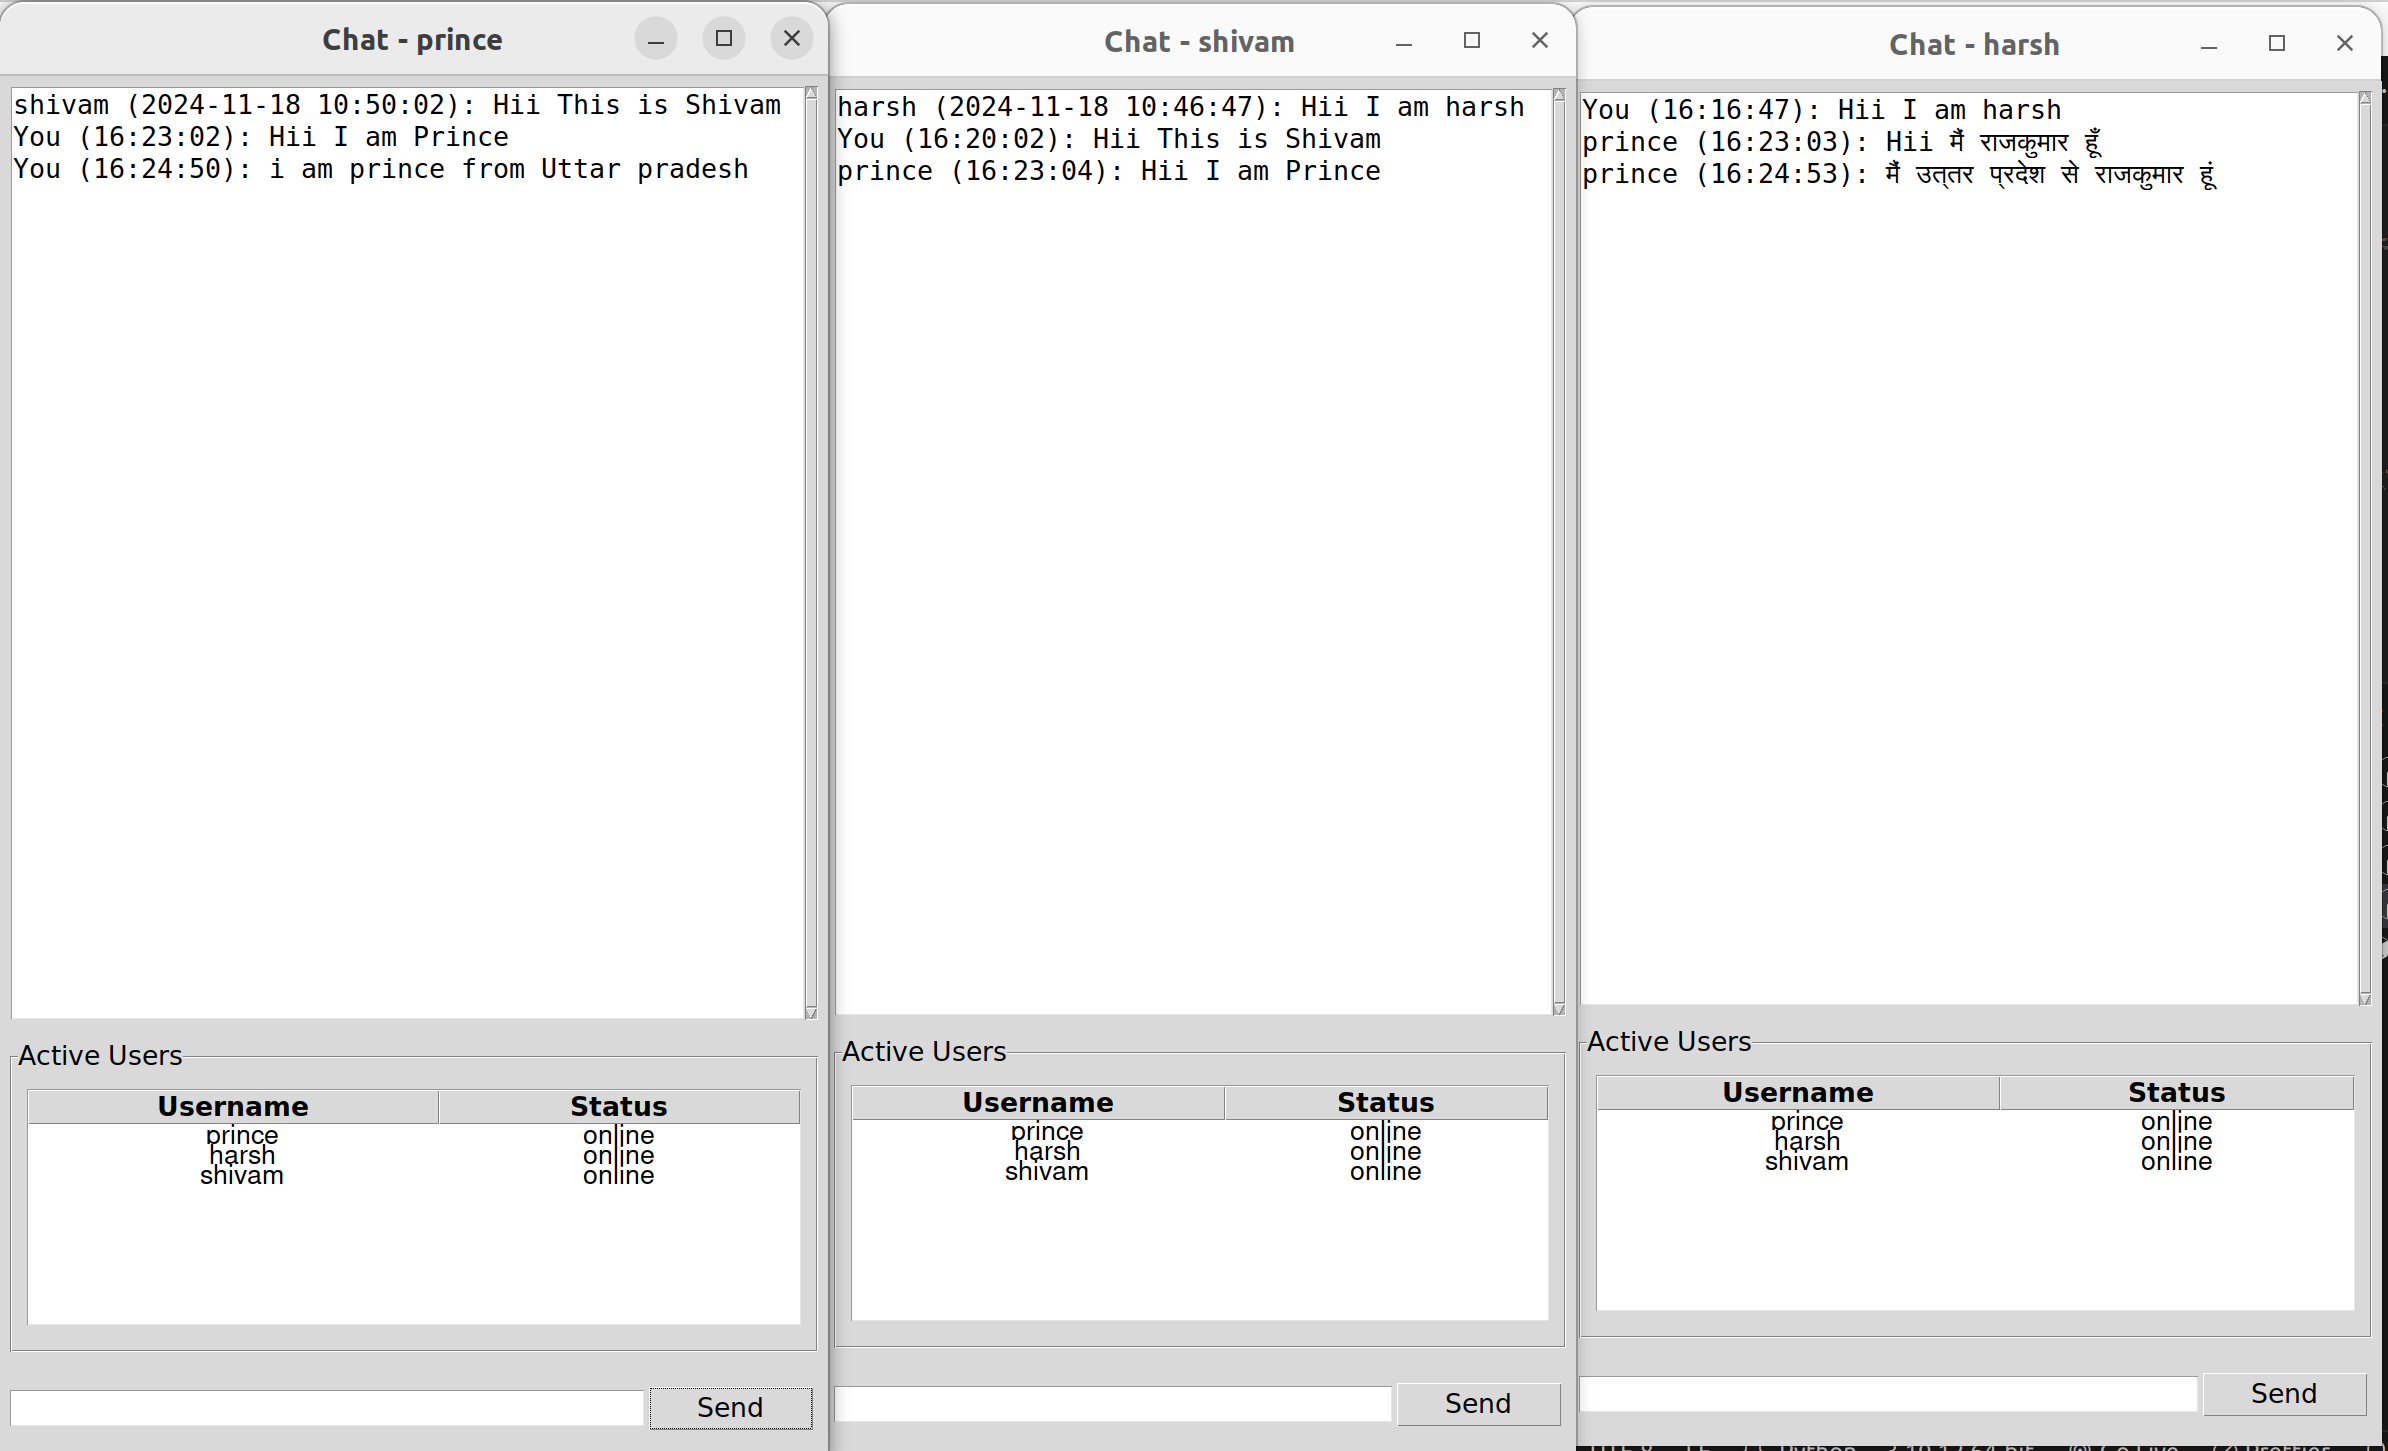 Chat - prince
shivam (2024-11-18 10:50:02): Hii This is Shivam
You (16:23:02): Hii I am Prince
You (16:24:50): i am prince from Uttar pradesh
Active Users
Username Status
prince online
harsh online
shivam online
Send
Chat - shivam
harsh (2024-11-18 10:46:47): Hii I am harsh
You (16:20:02): Hii This is Shivam
prince (16:23:04): Hii I am Prince
Active Users
Username Status
prince online
harsh online
shivam online
Send
Chat - harsh
You (16:16:47): Hii I am harsh
prince (16:23:03): Hii मैं राजकुमार हूँ
prince (16:24:53): मैं उत्तर प्रदेश से राजकुमार हूं
Active Users
Username Status
prince online
harsh online
shivam online
Send